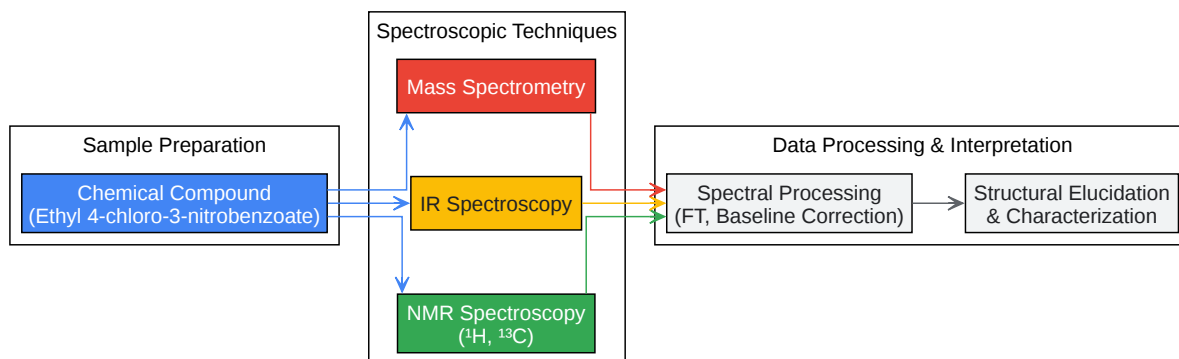 Spectroscopic Techniques
Mass Spectrometry
Sample Preparation
Chemical Compound
(Ethyl 4-chloro-3-nitrobenzoate)
IR Spectroscopy
NMR Spectroscopy
(¹H, ¹³C)
Data Processing & Interpretation
Spectral Processing
(FT, Baseline Correction)
Structural Elucidation
& Characterization